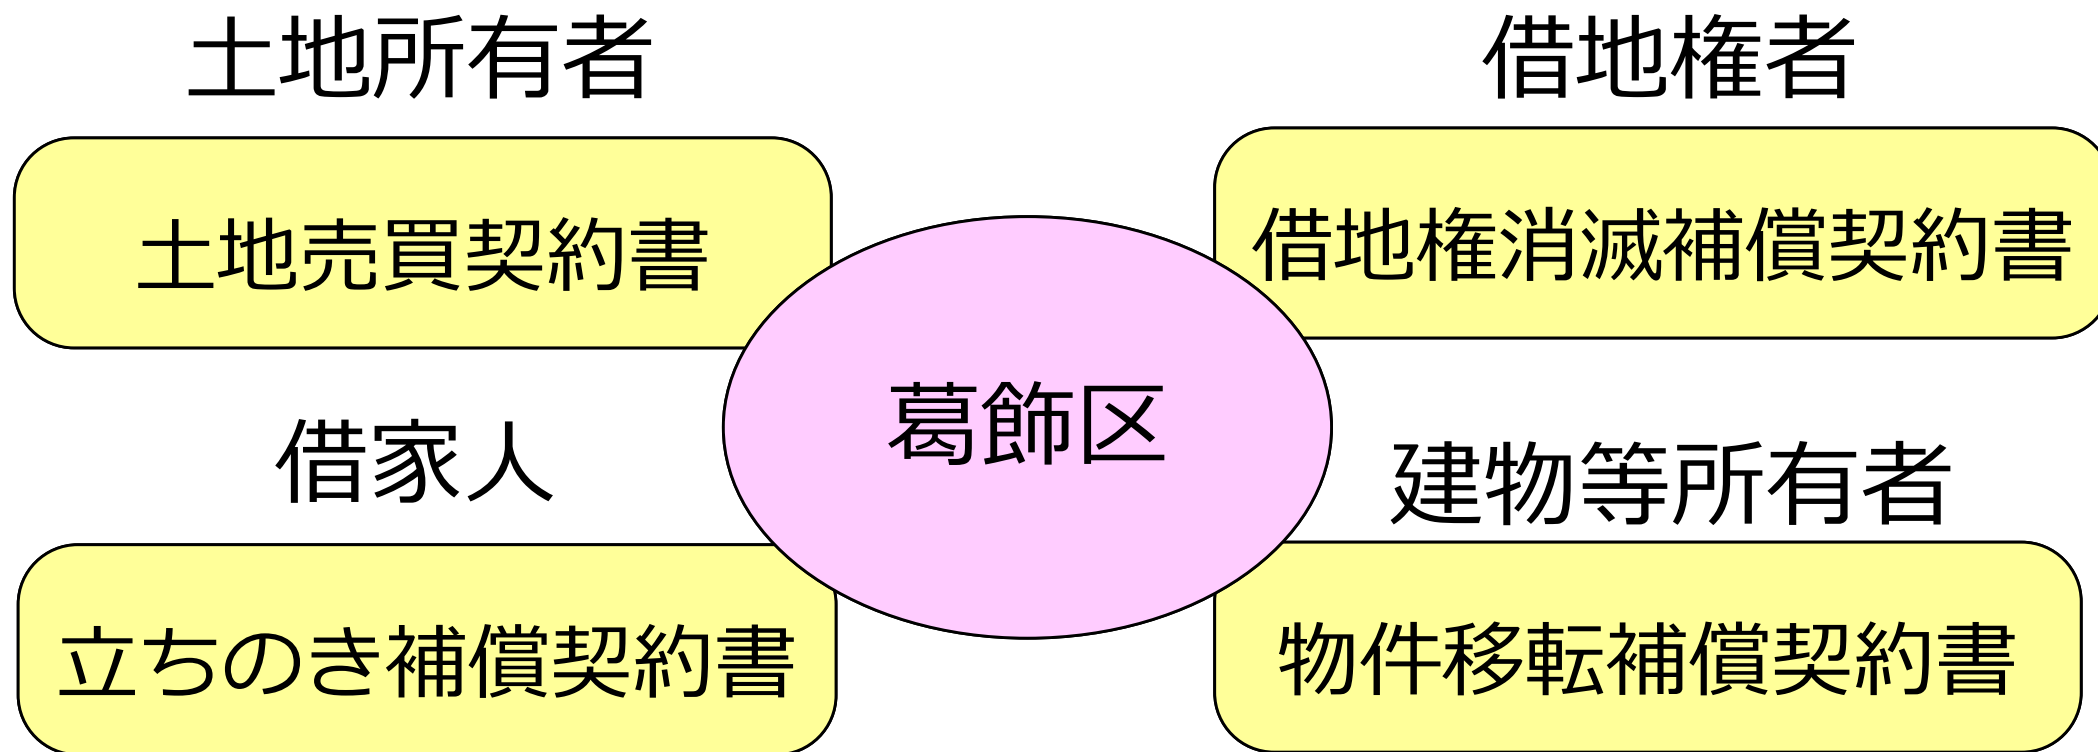 土地所有者
土地売買契約書
借地権者
借地権消滅補償契約書
葛飾区
借家人
立ちのき補償契約書
建物等所有者
物件移転補償契約書